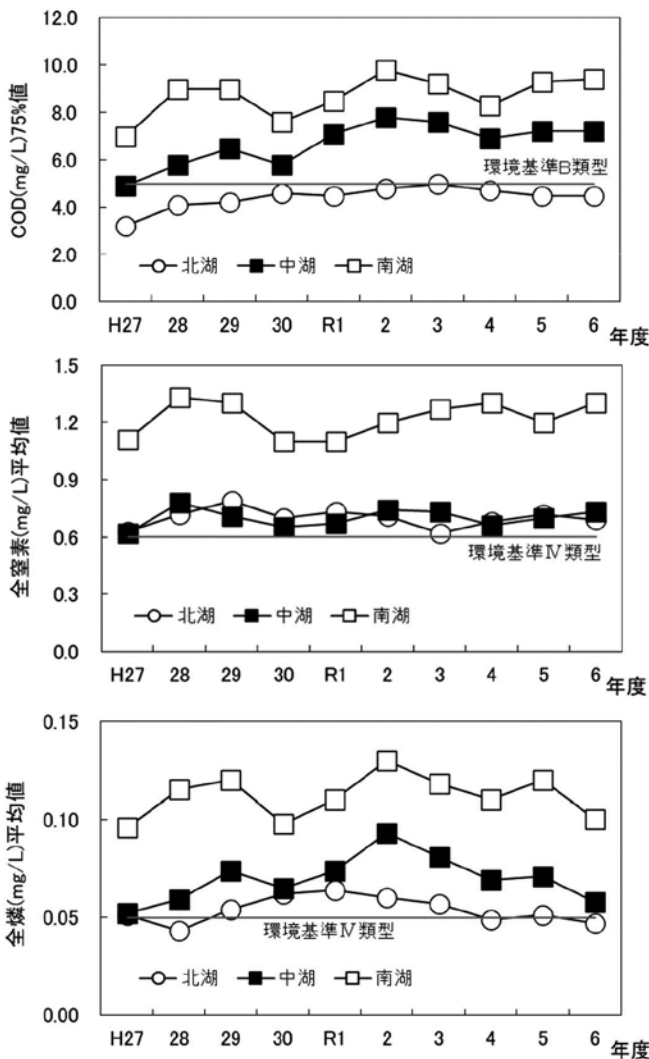 COD(mg/L)75%値
12.0
10.0
8.0
6.0
4.0
2.0
0.0
環境基準B類型
北湖 中湖 南湖
H27 28 29 30 R1 2 3 4 5 6 年度
全窒素(mg/L)平均値
1.5
1.2
0.9
0.6
0.3
0.0
環境基準Ⅳ類型
北湖 中湖 南湖
H27 28 29 30 R1 2 3 4 5 6 年度
全燐(mg/L)平均値
0.15
0.10
0.05
0.00
環境基準Ⅳ類型
北湖 中湖 南湖
H27 28 29 30 R1 2 3 4 5 6 年度